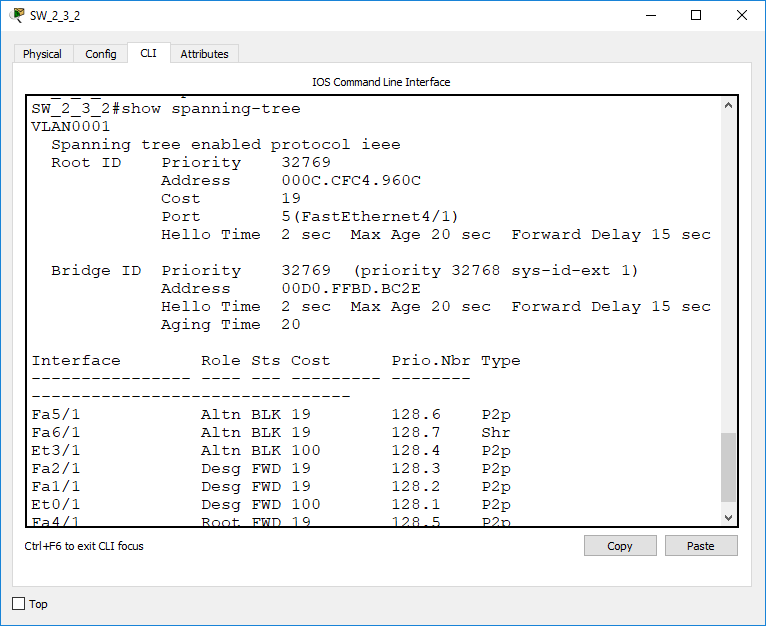 SW_2_3_2
Physical Config CLI Attributes
IOS Command Line Interface
SW_2_3_2#show spanning-tree
VLAN0001
  Spanning tree enabled protocol ieee
  Root ID    Priority    32769
             Address     000C.CFC4.960C
             Cost        19
             Port        5(FastEthernet4/1)
             Hello Time  2 sec  Max Age 20 sec  Forward Delay 15 sec
  Bridge ID  Priority    32769  (priority 32768 sys-id-ext 1)
             Address     00D0.FFBD.BC2E
             Hello Time  2 sec  Max Age 20 sec  Forward Delay 15 sec
             Aging Time  20
Interface        Role Sts Cost      Prio.Nbr Type
---------------- ---- --- --------- --------
--------------------------------
Fa5/1            Altn BLK 19        128.6    P2p
Fa6/1            Altn BLK 19        128.7    Shr
Et3/1            Altn BLK 100       128.4    P2p
Fa2/1            Desg FWD 19        128.3    P2p
Fa1/1            Desg FWD 19        128.2    P2p
Et0/1            Desg FWD 100       128.1    P2p
Fa4/1            Root FWD 19        128.5    P2p
Ctrl+F6 to exit CLI focus Copy Paste
Top